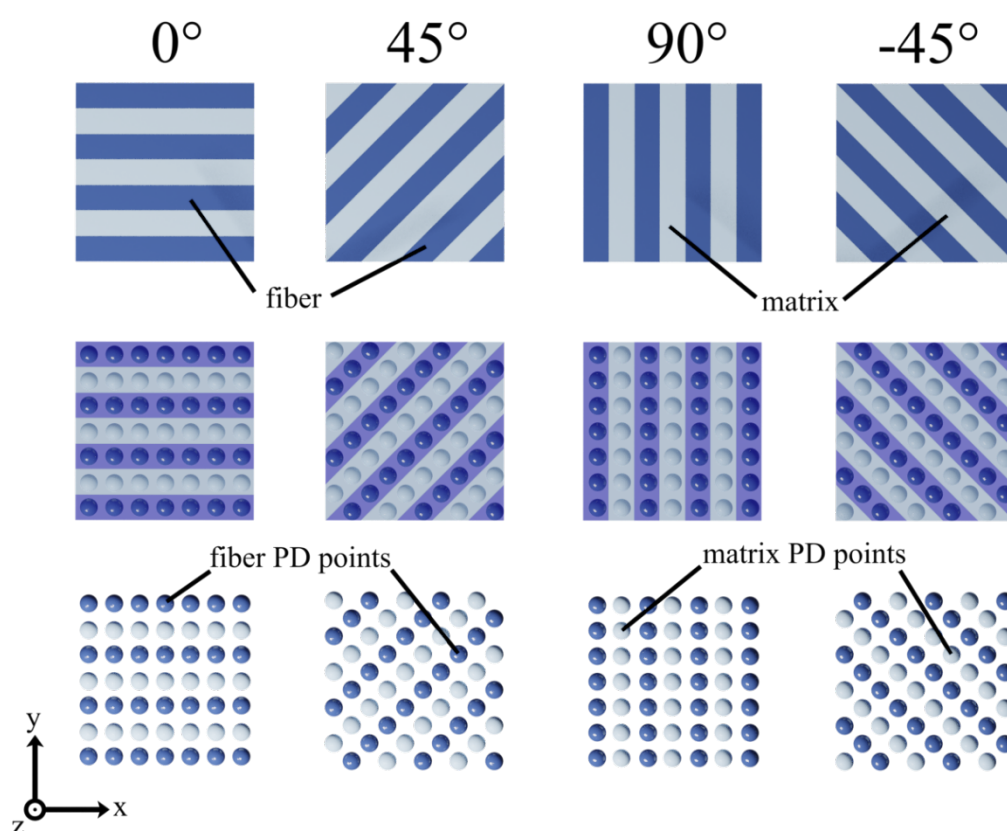 0° 45° 90° -45°
fiber
matrix
fiber PD points
matrix PD points
y
x
z